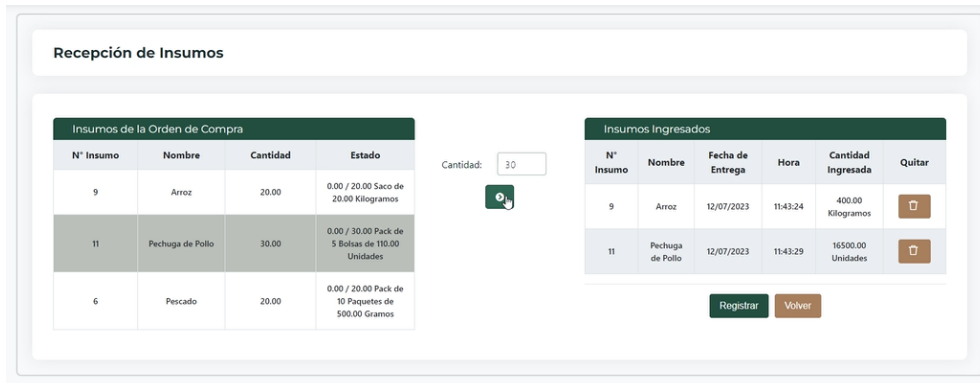 Recepción de Insumos
Insumos de la Orden de Compra
N° Insumo Nombre Cantidad Estado
9 Arroz 20.00 0.00 / 20.00 Saco de
20.00 Kilogramos
11 Pechuga de Pollo 30.00 0.00 / 30.00 Pack de
5 Bolsas de 110.00
Unidades
6 Pescado 20.00 0.00 / 20.00 Pack de
10 Paquetes de
500.00 Gramos
Cantidad: 30
Insumos Ingresados
N°
Insumo Nombre Fecha de
Entrega Hora Cantidad
Ingresada Quitar
9 Arroz 12/07/2023 11:43:24 400.00
Kilogramos
11 Pechuga
de Pollo 12/07/2023 11:43:29 16500.00
Unidades
Registrar Volver